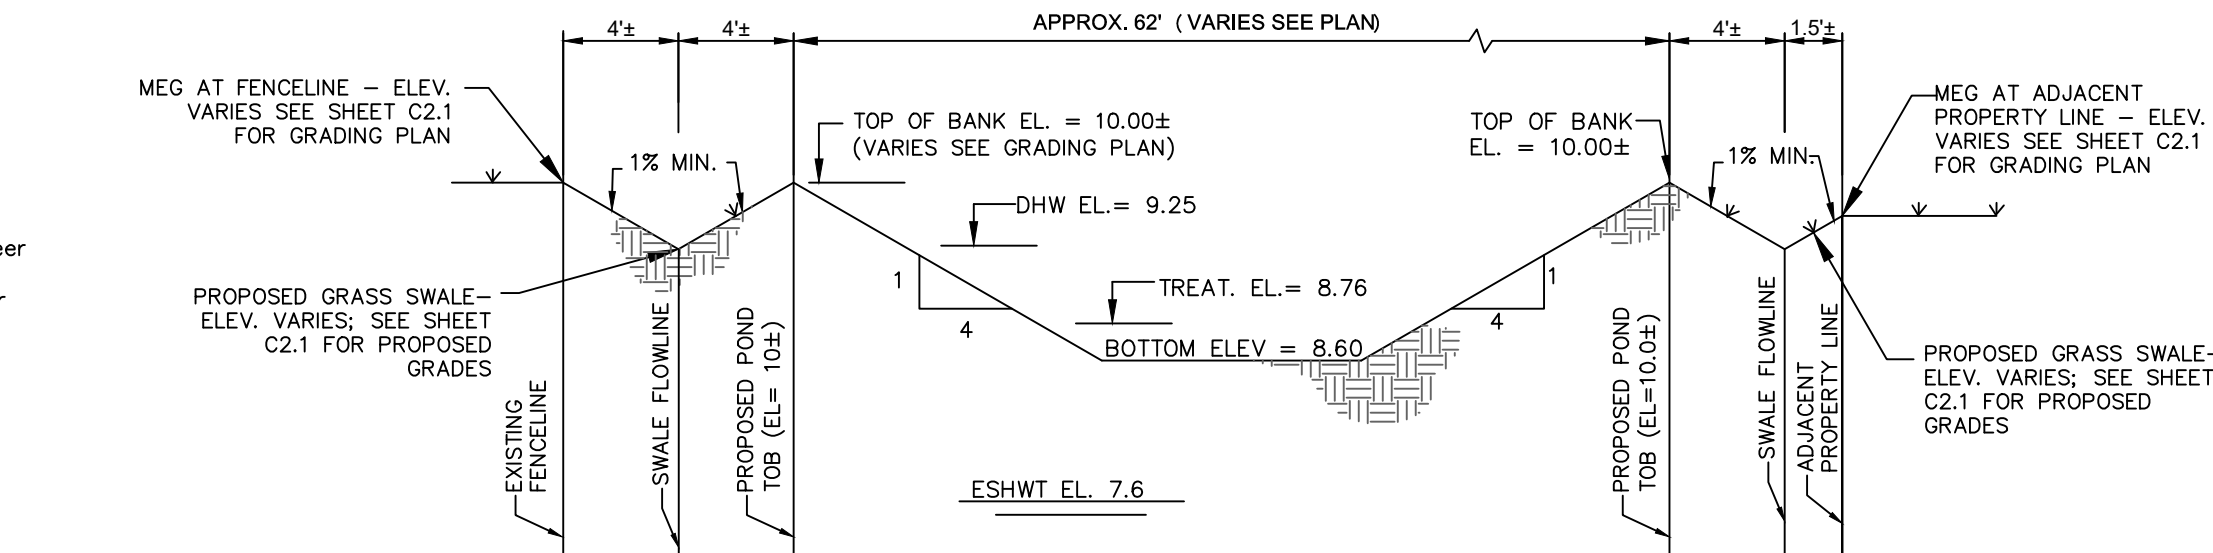 4'±
4'±
APPROX. 62' ( VARIES SEE PLAN)
4'±
1.5'±
MEG AT FENCELINE – ELEV.
VARIES SEE SHEET C2.1
FOR GRADING PLAN
1% MIN.
TOP OF BANK EL. = 10.00±
(VARIES SEE GRADING PLAN)
TOP OF BANK
EL. = 10.00±
1% MIN.
MEG AT ADJACENT
PROPERTY LINE – ELEV.
VARIES SEE SHEET C2.1
FOR GRADING PLAN
DHW EL.= 9.25
eer
r
PROPOSED GRASS SWALE–
ELEV. VARIES; SEE SHEET
C2.1 FOR PROPOSED
GRADES
1
4
TREAT. EL.= 8.76
BOTTOM ELEV = 8.60
1
4
PROPOSED GRASS SWALE–
ELEV. VARIES; SEE SHEET
C2.1 FOR PROPOSED
GRADES
EXISTING
FENCELINE
SWALE FLOWLINE
PROPOSED POND
TOB (EL= 10±)
ESHWT EL. 7.6
PROPOSED POND
TOB (EL=10.0±)
SWALE FLOWLINE
ADJACENT
PROPERTY LINE